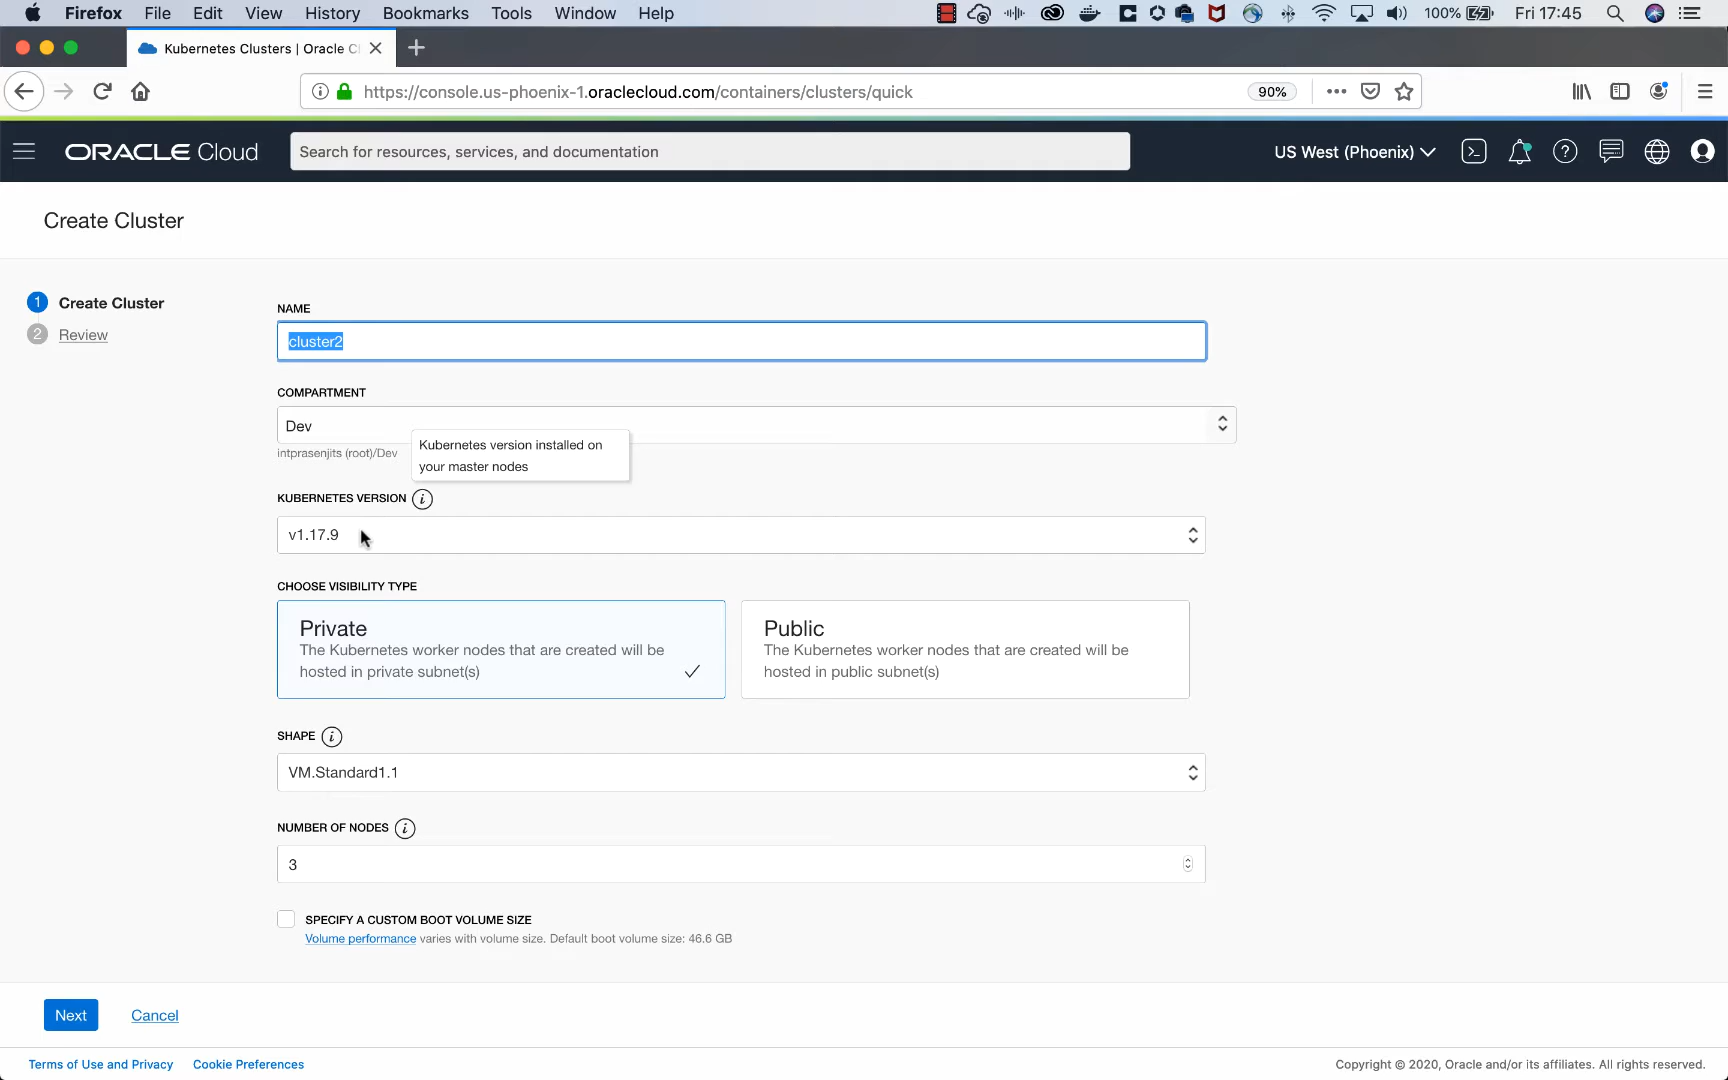 Firefox File Edit View History Bookmarks Tools Window Help 100% Fri 17:45
Kubernetes Clusters | Oracle Cl
https://console.us-phoenix-1.oraclecloud.com/containers/clusters/quick 90%
ORACLE Cloud Search for resources, services, and documentation US West (Phoenix)
Create Cluster
1 Create Cluster
2 Review
NAME
cluster2
COMPARTMENT
Dev
intprasenjits (root)/Dev
Kubernetes version installed on
your master nodes
KUBERNETES VERSION i
v1.17.9
CHOOSE VISIBILITY TYPE
Private
The Kubernetes worker nodes that are created will be
hosted in private subnet(s)
Public
The Kubernetes worker nodes that are created will be
hosted in public subnet(s)
SHAPE i
VM.Standard1.1
NUMBER OF NODES i
3
SPECIFY A CUSTOM BOOT VOLUME SIZE
Volume performance varies with volume size. Default boot volume size: 46.6 GB
Next Cancel
Terms of Use and Privacy Cookie Preferences Copyright © 2020, Oracle and/or its affiliates. All rights reserved.